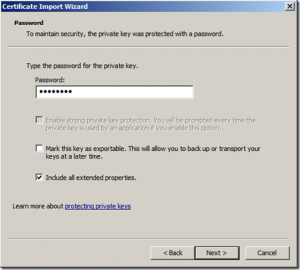 Certificate Import Wizard
Password
To maintain security, the private key was protected with a password.
Type the password for the private key.
Password:
••••••••
Enable strong private key protection. You will be prompted every time the
private key is used by an application if you enable this option.
Mark this key as exportable. This will allow you to back up or transport your
keys at a later time.
Include all extended properties.
Learn more about protecting private keys
< Back
Next >
Cancel